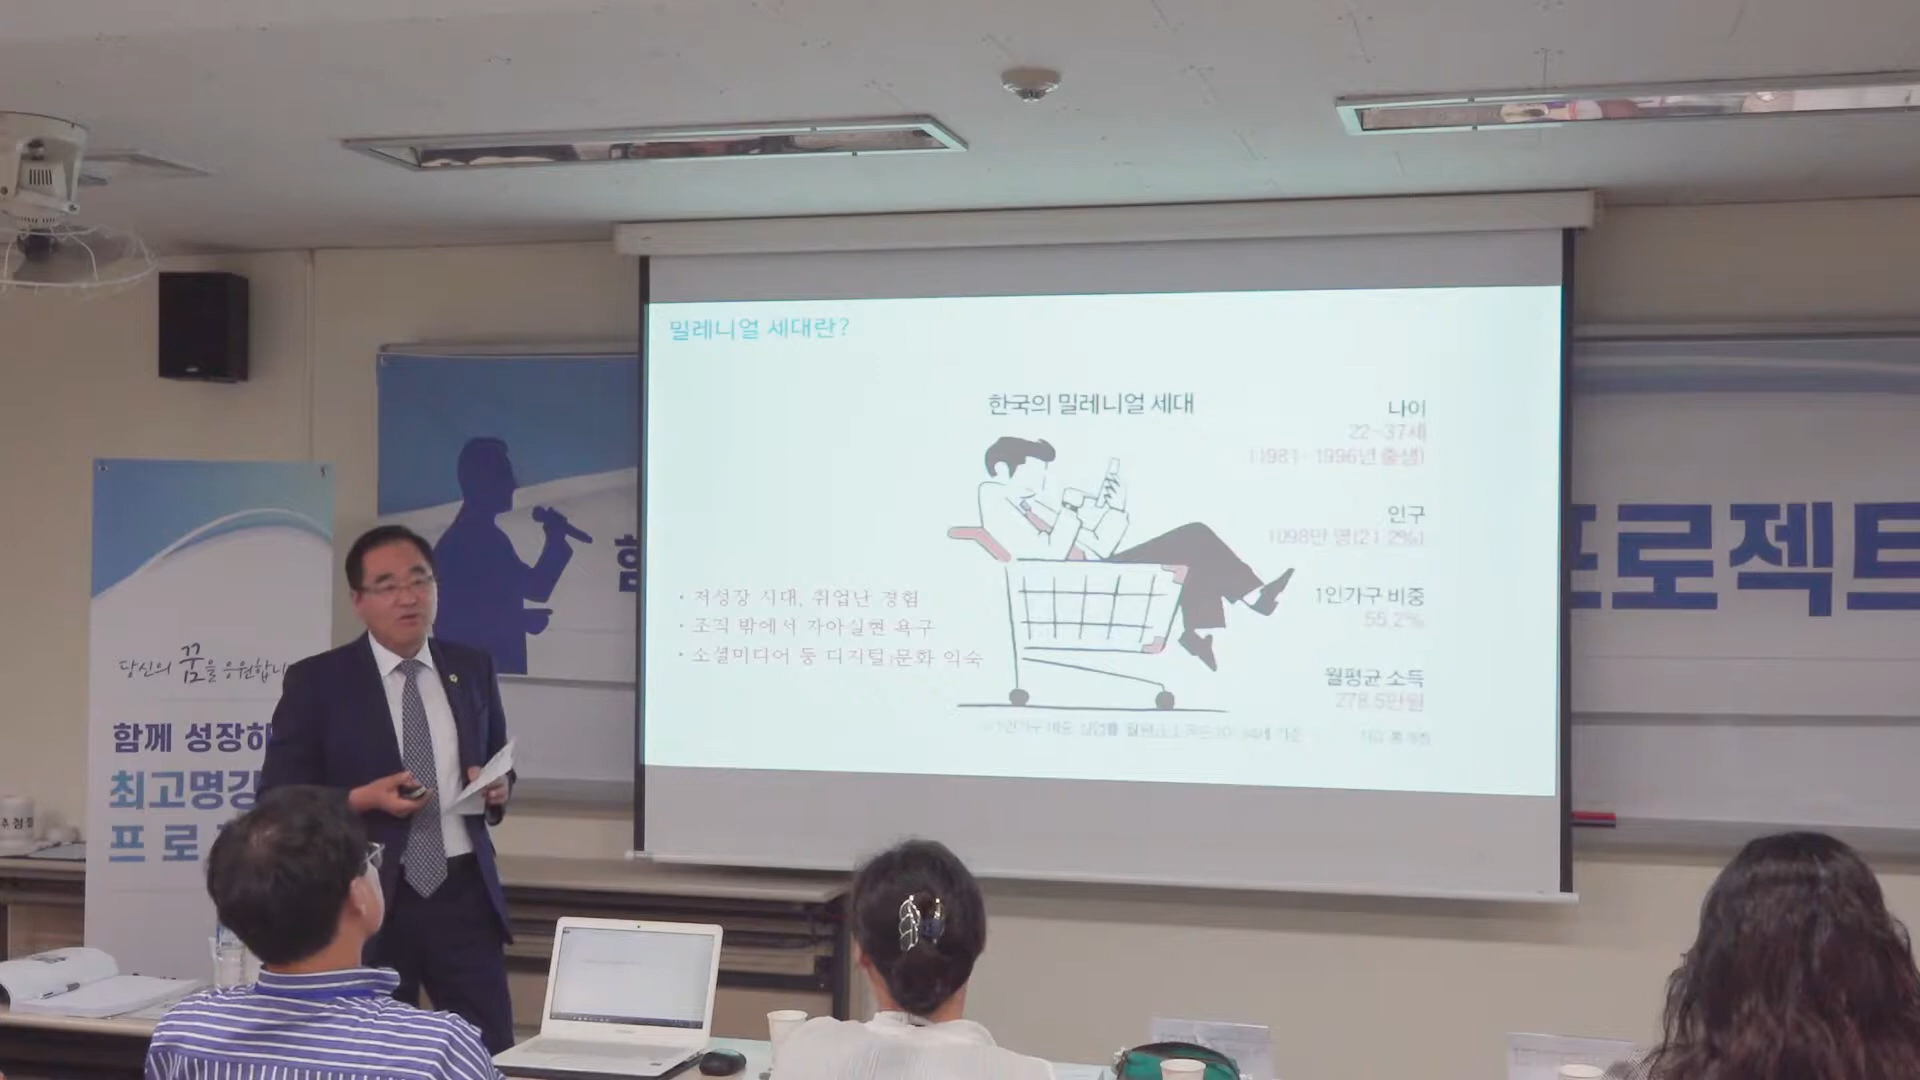 밀레니얼 세대란?
한국의 밀레니얼 세대
나이
22~37세
(1981~1996년 출생)
인구
1098만 명(21.2%)
1인가구 비중
55.2%
월평균 소득
278.5만원
• 저성장 시대, 취업난 경험
• 조직 밖에서 자아실현 욕구
• 소셜미디어 등 디지털 문화 익숙
프로젝트
함
당신의 꿈을 응원합니
함께 성장하
최고명강
프로